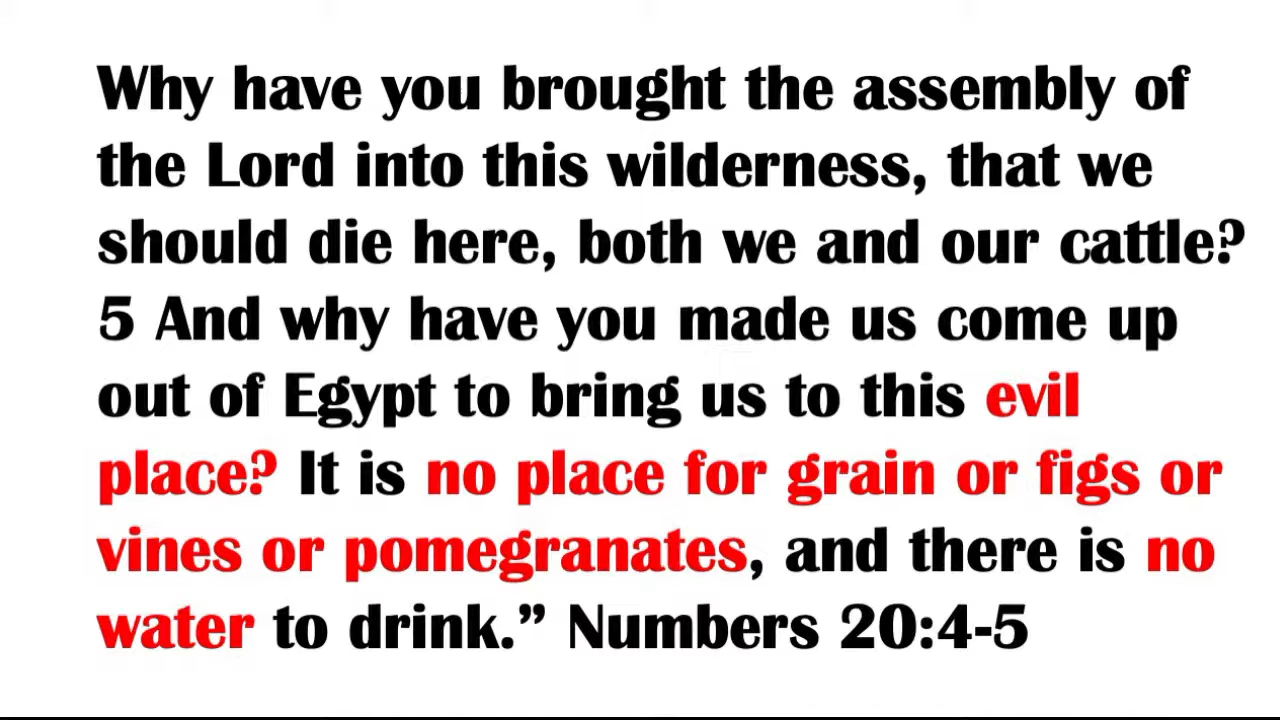 Why have you brought the assembly of
the Lord into this wilderness, that we
should die here, both we and our cattle?
5 And why have you made us come up
out of Egypt to bring us to this evil
place? It is no place for grain or figs or
vines or pomegranates, and there is no
water to drink.” Numbers 20:4-5